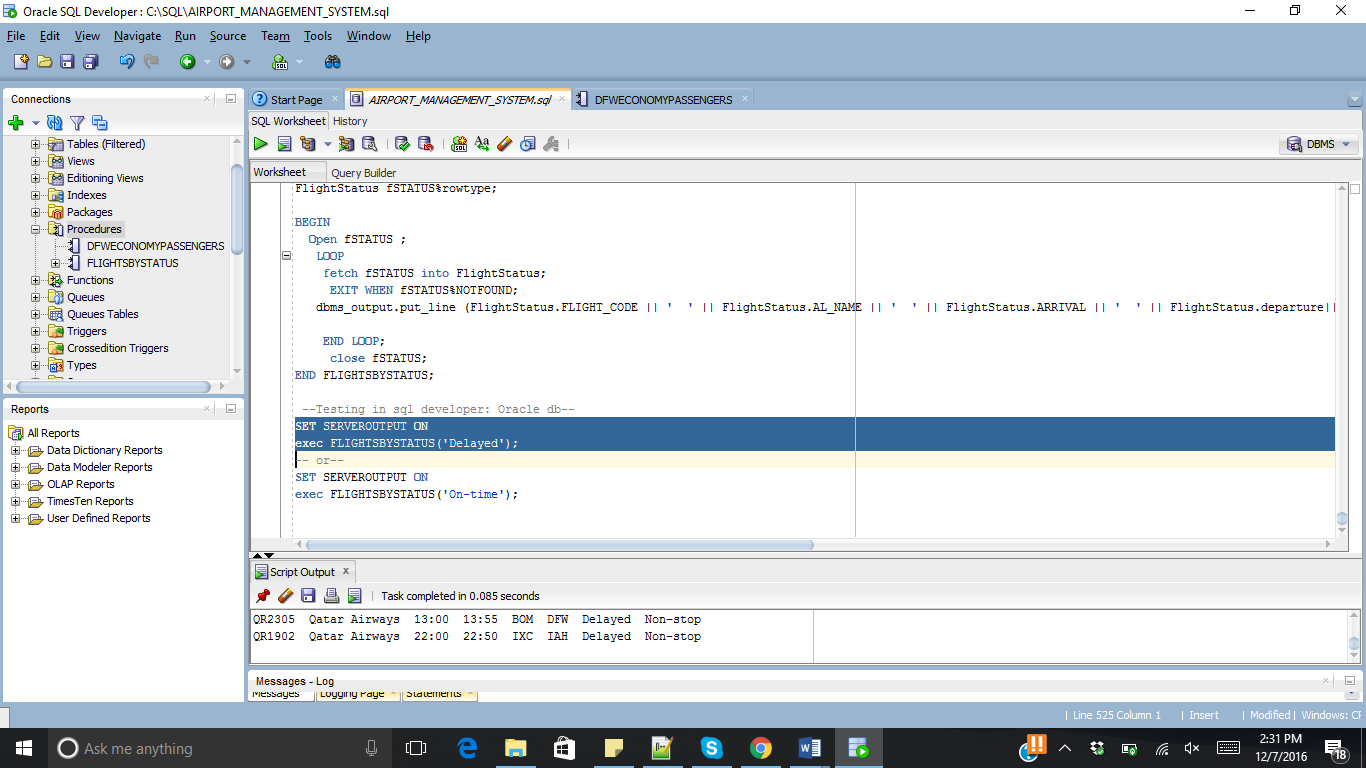 Oracle SQL Developer : C:\SQL\AIRPORT_MANAGEMENT_SYSTEM.sql
File Edit View Navigate Run Source Team Tools Window Help
Connections
Tables (Filtered)
Views
Editioning Views
Indexes
Packages
Procedures
DFWECONOMYPASSENGERS
FLIGHTSBYSTATUS
Functions
Queues
Queues Tables
Triggers
Crossedition Triggers
Types
Reports
All Reports
Data Dictionary Reports
Data Modeler Reports
OLAP Reports
TimesTen Reports
User Defined Reports
Start Page AIRPORT_MANAGEMENT_SYSTEM.sql DFWECONOMYPASSENGERS
SQL Worksheet History
DBMS
Worksheet Query Builder
FlightStatus fSTATUS%rowtype;
BEGIN
Open fSTATUS ;
LOOP
fetch fSTATUS into FlightStatus;
EXIT WHEN fSTATUS%NOTFOUND;
dbms_output.put_line (FlightStatus.FLIGHT_CODE || '  ' || FlightStatus.AL_NAME || '  ' || FlightStatus.ARRIVAL || '  ' || FlightStatus.departure||
END LOOP;
close fSTATUS;
END FLIGHTSBYSTATUS;
--Testing in sql developer: Oracle db--
SET SERVEROUTPUT ON
exec FLIGHTSBYSTATUS('Delayed');
-- or--
SET SERVEROUTPUT ON
exec FLIGHTSBYSTATUS('On-time');
Script Output x
Task completed in 0.085 seconds
QR2305  Qatar Airways  13:00  13:55  BOM  DFW  Delayed  Non-stop
QR1902  Qatar Airways  22:00  22:50  IXC  IAH  Delayed  Non-stop
Messages - Log
Messages Logging Page Statements
Line 525 Column 1 | Insert | Modified | Windows: CF
Ask me anything
2:31 PM
12/7/2016
18